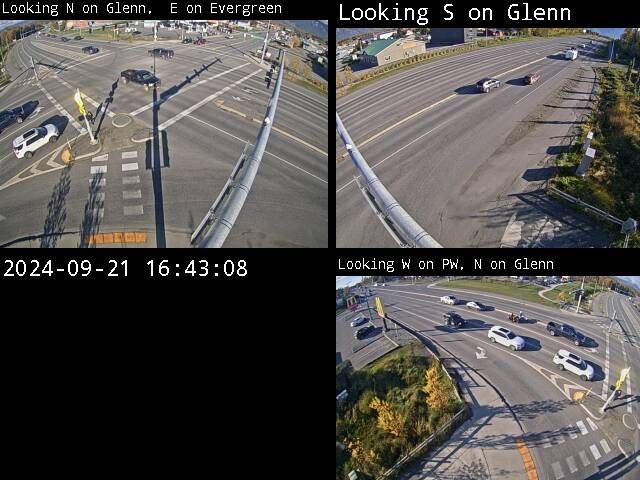 Looking N on Glenn,  E on Evergreen
Looking S on Glenn
2024-09-21 16:43:08
Looking W on PW, N on Glenn